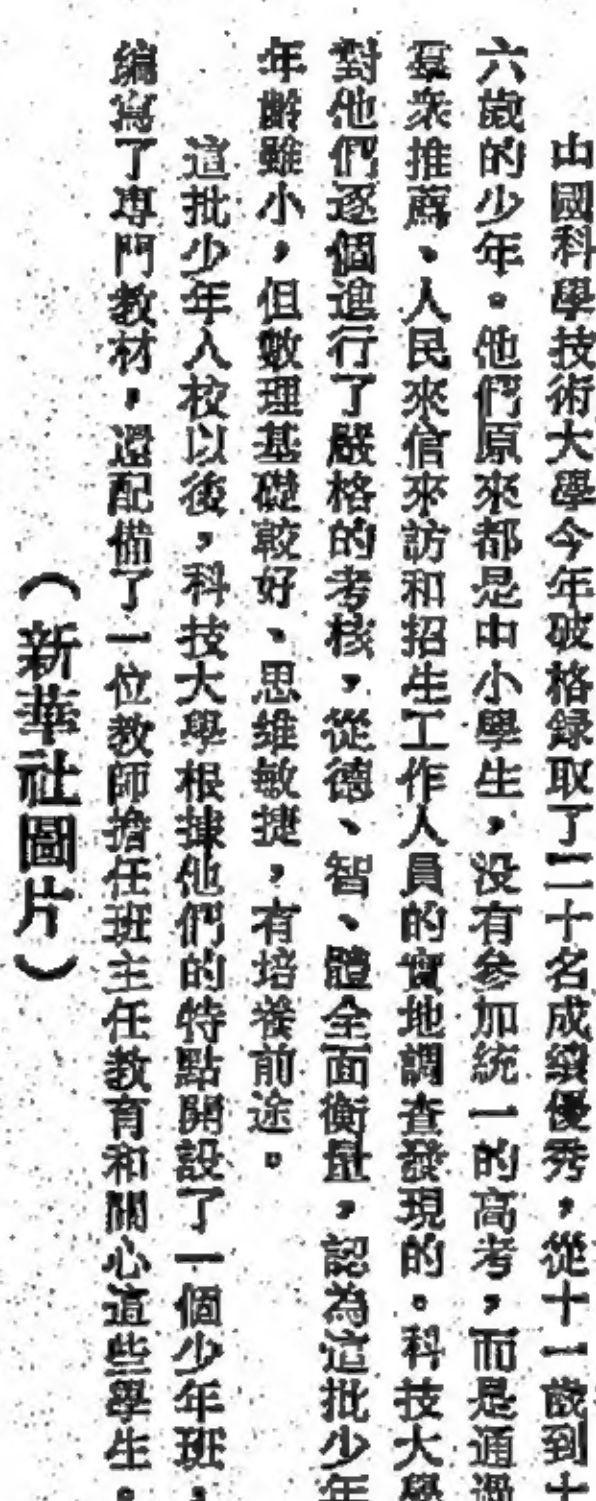 中國科學技術大學今年破格錄取了二十名成績優秀，從十一歲到十
六歲的少年。他們原來都是中小學生，没有參加統一的高考，而是通過
羣衆推薦、人民來信來訪和招生工作人員的實地調查發現的。科技大學
對他們逐個進行了嚴格的考核，從德、智、體全面衡量，認為這批少年
年齡雖小，但數理基礎較好、思維敏捷，有培養前途。
這批少年入校以後，科技大學根據他們的特點開設了一個少年班，
編寫了專門教材，還配備了一位教師擔任班主任教育和關心這些學生。
（新華社圖片）